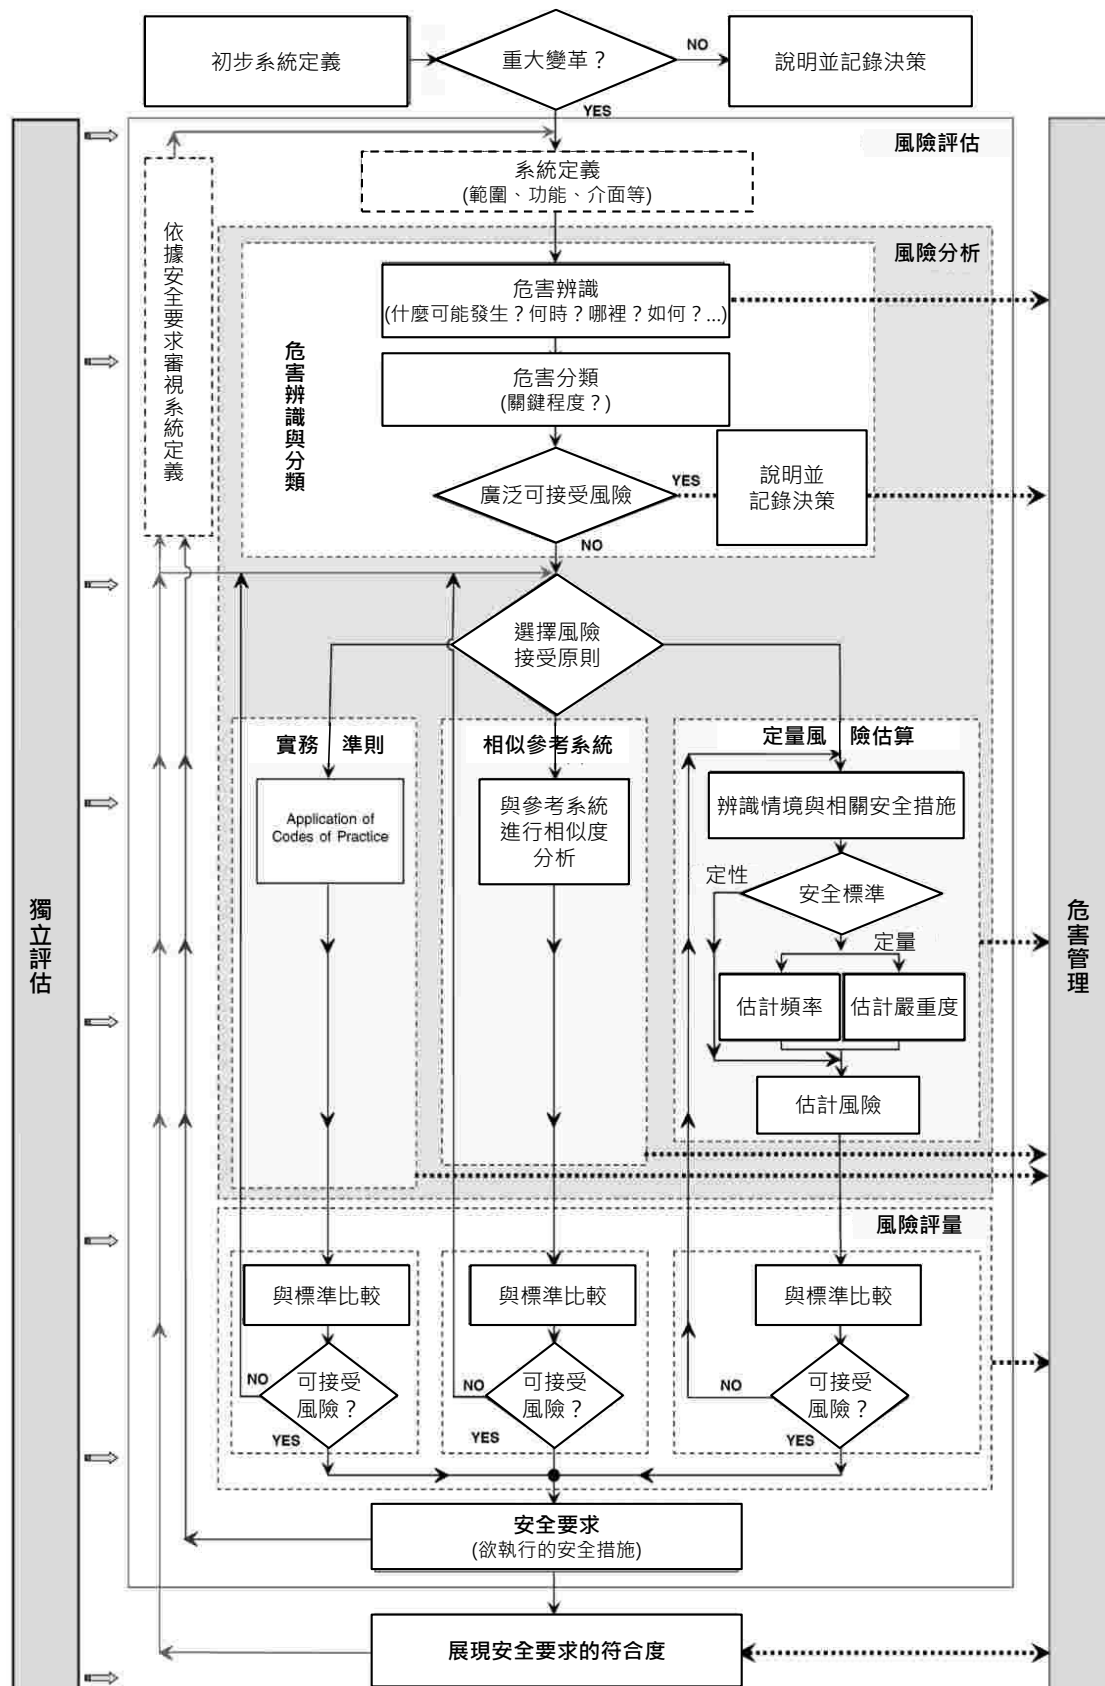 初步系統定義
重大變革？
NO
說明並記錄決策
YES
風險評估
系統定義
(範圍、功能、介面等)
依據安全要求審視系統定義
風險分析
危害辨識
(什麼可能發生？何時？哪裡？如何？...)
危害辨識與分類
危害分類
(關鍵程度？)
廣泛可接受風險
YES
說明並
記錄決策
NO
選擇風險
接受原則
實務 準則
相似參考系統
定量風 險估算
Application of
Codes of Practice
與參考系統
進行相似度
分析
辨識情境與相關安全措施
定性
安全標準
定量
估計頻率
估計嚴重度
估計風險
獨立評估
危害管理
風險評量
與標準比較
與標準比較
與標準比較
NO
可接受
風險？
YES
NO
可接受
風險？
YES
NO
可接受
風險？
YES
安全要求
(欲執行的安全措施)
展現安全要求的符合度